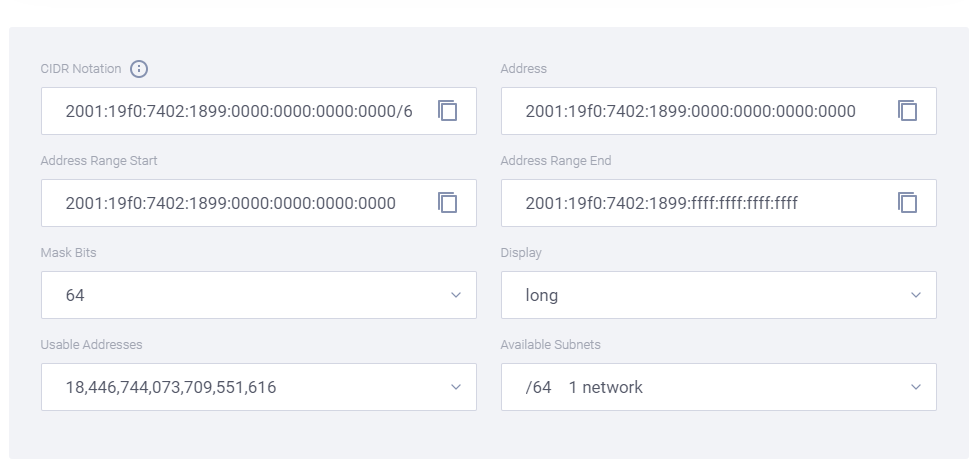 CIDR Notation
Address
2001:19f0:7402:1899:0000:0000:0000:0000/6
2001:19f0:7402:1899:0000:0000:0000:0000
Address Range Start
Address Range End
2001:19f0:7402:1899:0000:0000:0000:0000
2001:19f0:7402:1899:ffff:ffff:ffff:ffff
Mask Bits
Display
64
long
Usable Addresses
Available Subnets
18,446,744,073,709,551,616
/64 1 network